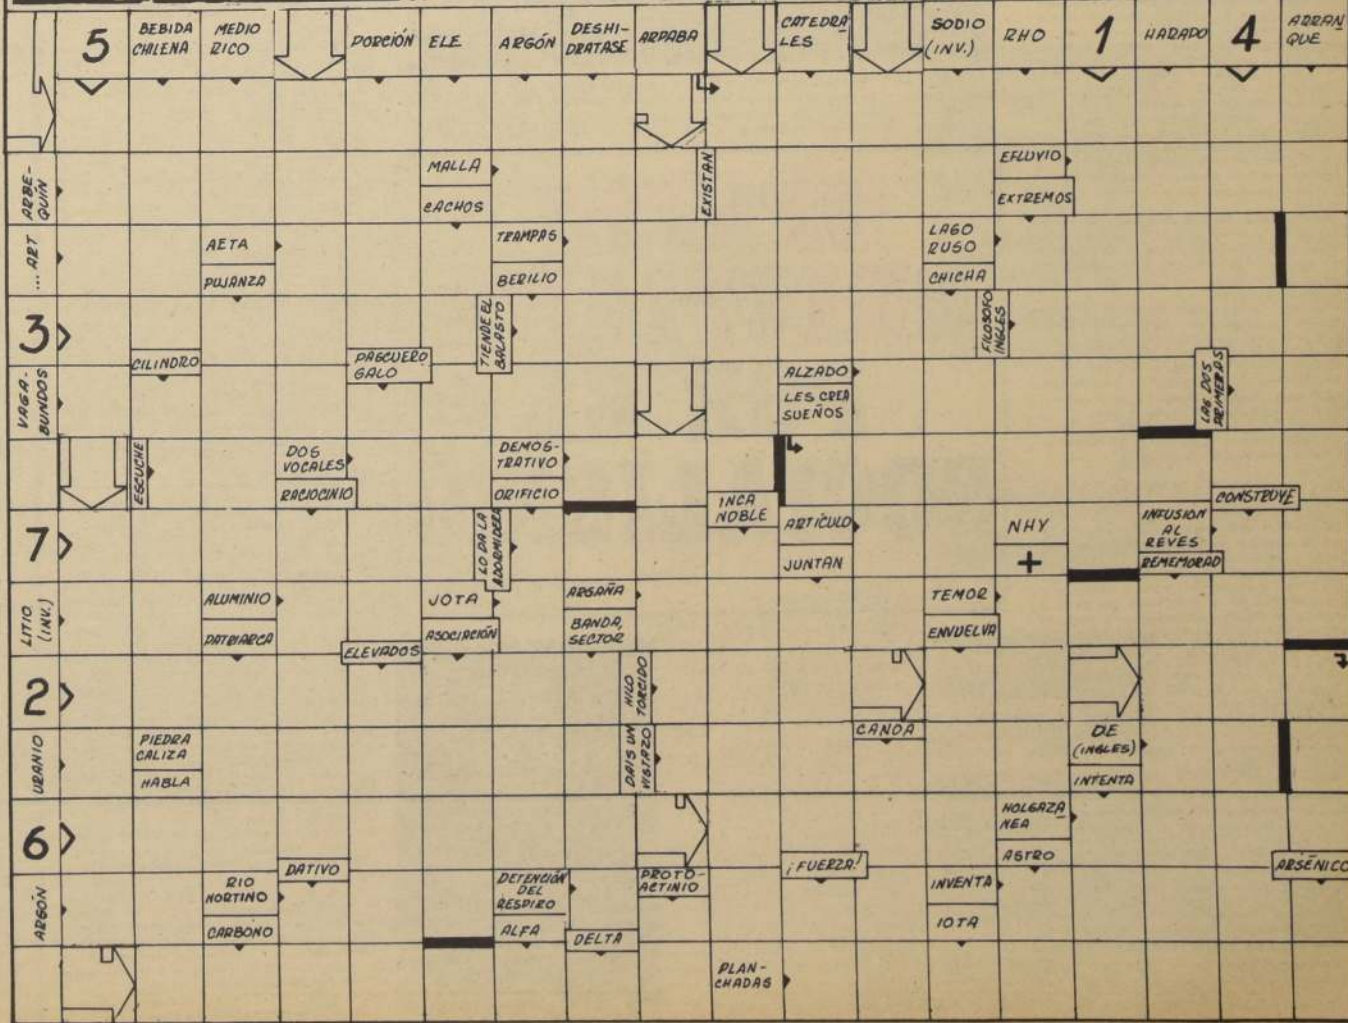 5
BEBIDA
CHILENA
MEDIO
RICO
PORCIÓN
ELE
ARGÓN
DESHI-
DRATASE
ARPABA
CATEDRA
LES
SODIO
(INV.)
RHO
1
HARADO
4
ARRAN
QUE
ARBE-
QUÍN
MALLA
CACHOS
EXISTAN
EFLUVIO
EXTREMOS
.... ART
AETA
PUJANZA
TRAMPAS
BERILIO
LAGO
RUSO
CHICHA
3
CILINDRO
PASCUERO
GALO
TIENDE EL
BALASTO
FILOSOFO
INGLES
VAGA-
BUNDOS
ALZADO
LES CREA
SUEÑOS
LAS DOS
PRIMERAS
ESCUCHE
DOS
VOCALES
RACIOCINIO
DEMOS-
TRATIVO
ORIFICIO
INCA
NOBLE
CONSTRUYE
7
LO DA LA
ADORMIDERA
ARTÍCULO
JUNTAN
NHY
+
INFUSION
AL
REVES
REMEMORAD
LITIO
(INV.)
ALUMINIO
PATRIARCA
ELEVADOS
JOTA
ASOCIACIÓN
ARGAÑA
BANDA,
SECTOR
TEMOR
ENVUELVA
2
HILO
TORCIDO
CANOA
URANIO
PIEDRA
CALIZA
HABLA
DAIS UN
VISTAZO
DE
(INGLES)
INTENTA
6
DATIVO
PROTO-
ACTINIO
¡FUERZA!
HOLGAZA
NEA
ASTRO
ARSÉNICO
ARGÓN
RIO
NORTINO
CARBONO
DETENCIÓN
DEL
RESPIRO
ALFA
DELTA
INVENTA
IOTA
PLAN-
CHADAS